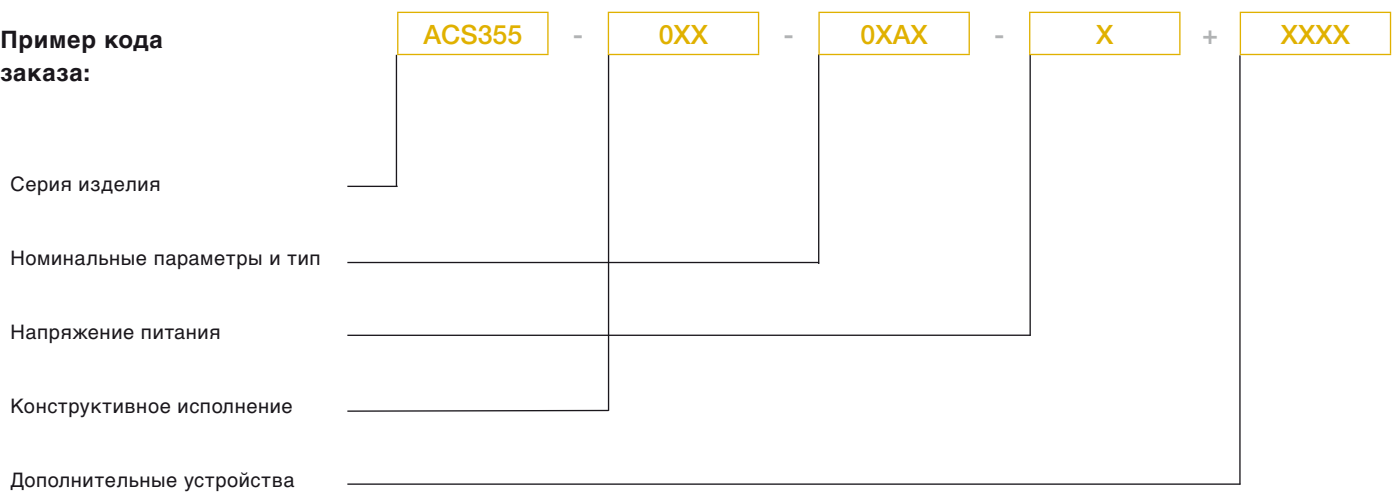 Пример кода
заказа:
ACS355 - 0XX - 0XAX - X + XXXX
Серия изделия
Номинальные параметры и тип
Напряжение питания
Конструктивное исполнение
Дополнительные устройства